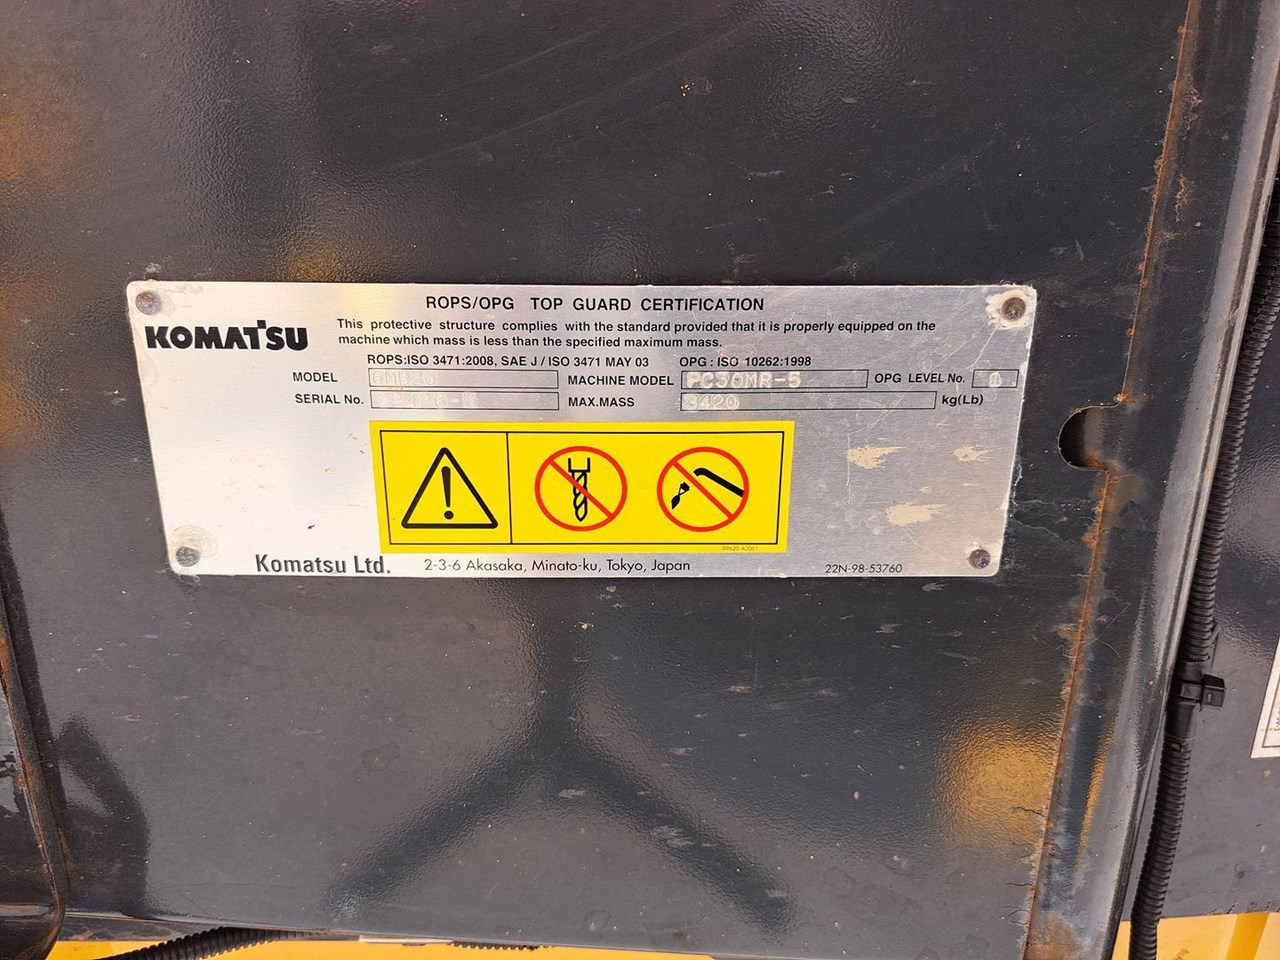 ROPS/OPG TOP GUARD CERTIFICATION
KOMATSU
This protective structure complies with the standard provided that it is properly equipped on the
machine which mass is less than the specified maximum mass.
ROPS:ISO 3471:2008, SAE J / ISO 3471 MAY 03 OPG : ISO 10262:1998
MODEL MACHINE MODEL PC30MR-5 OPG LEVEL No. 1
SERIAL No. MAX.MASS 3420 kg(Lb)
09620-A3001
Komatsu Ltd. 2-3-6 Akasaka, Minato-ku, Tokyo, Japan 22N-98-53760